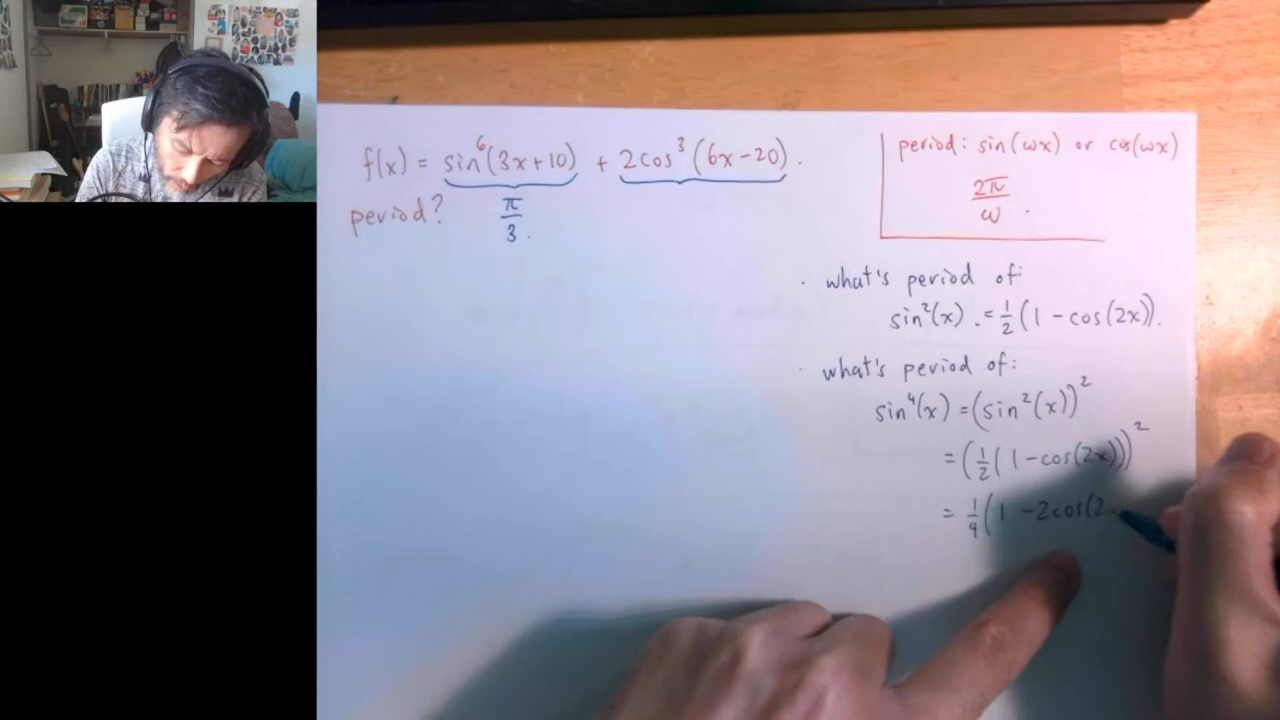 f(x) = sin⁶(3x+10) + 2cos³(6x-20).
period? π/3.
period: sin(ωx) or cos(ωx)
2π/ω.
· what's period of:
sin²(x). = 1/2(1 - cos(2x)).
· what's period of:
sin⁴(x) = (sin²(x))²
= (1/2(1 - cos(2x)))²
= 1/4(1 - 2cos(2